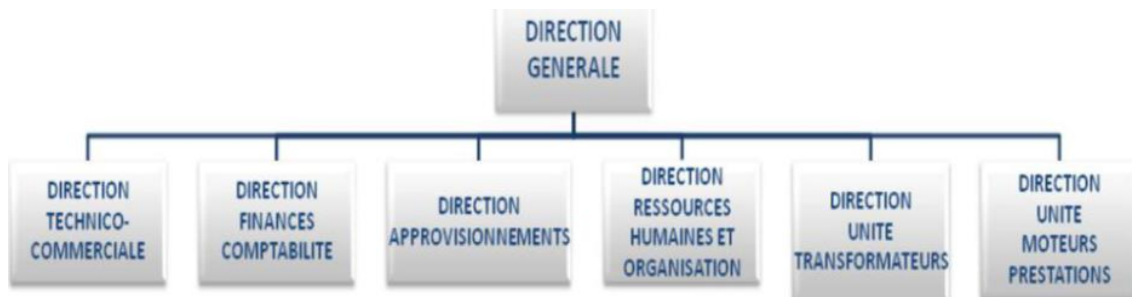 DIRECTION
GENERALE
DIRECTION
TECHNICO-
COMMERCIALE
DIRECTION
FINANCES
COMPTABILITE
DIRECTION
APPROVISIONNEMENTS
DIRECTION
RESSOURCES
HUMAINES ET
ORGANISATION
DIRECTION
UNITE
TRANSFORMATEURS
DIRECTION
UNITE
MOTEURS
PRESTATIONS